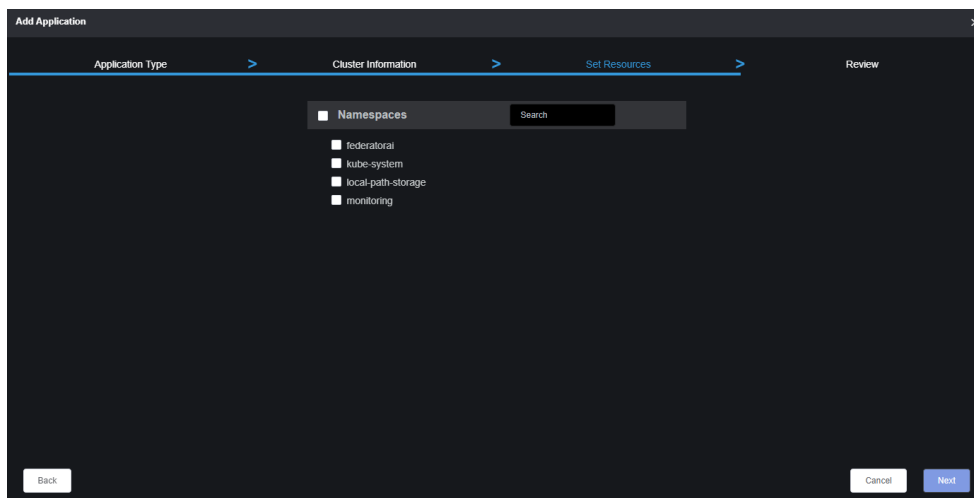 Add Application
Application Type > Cluster Information > Set Resources > Review
Namespaces Search
federatorai
kube-system
local-path-storage
monitoring
Back Cancel Next